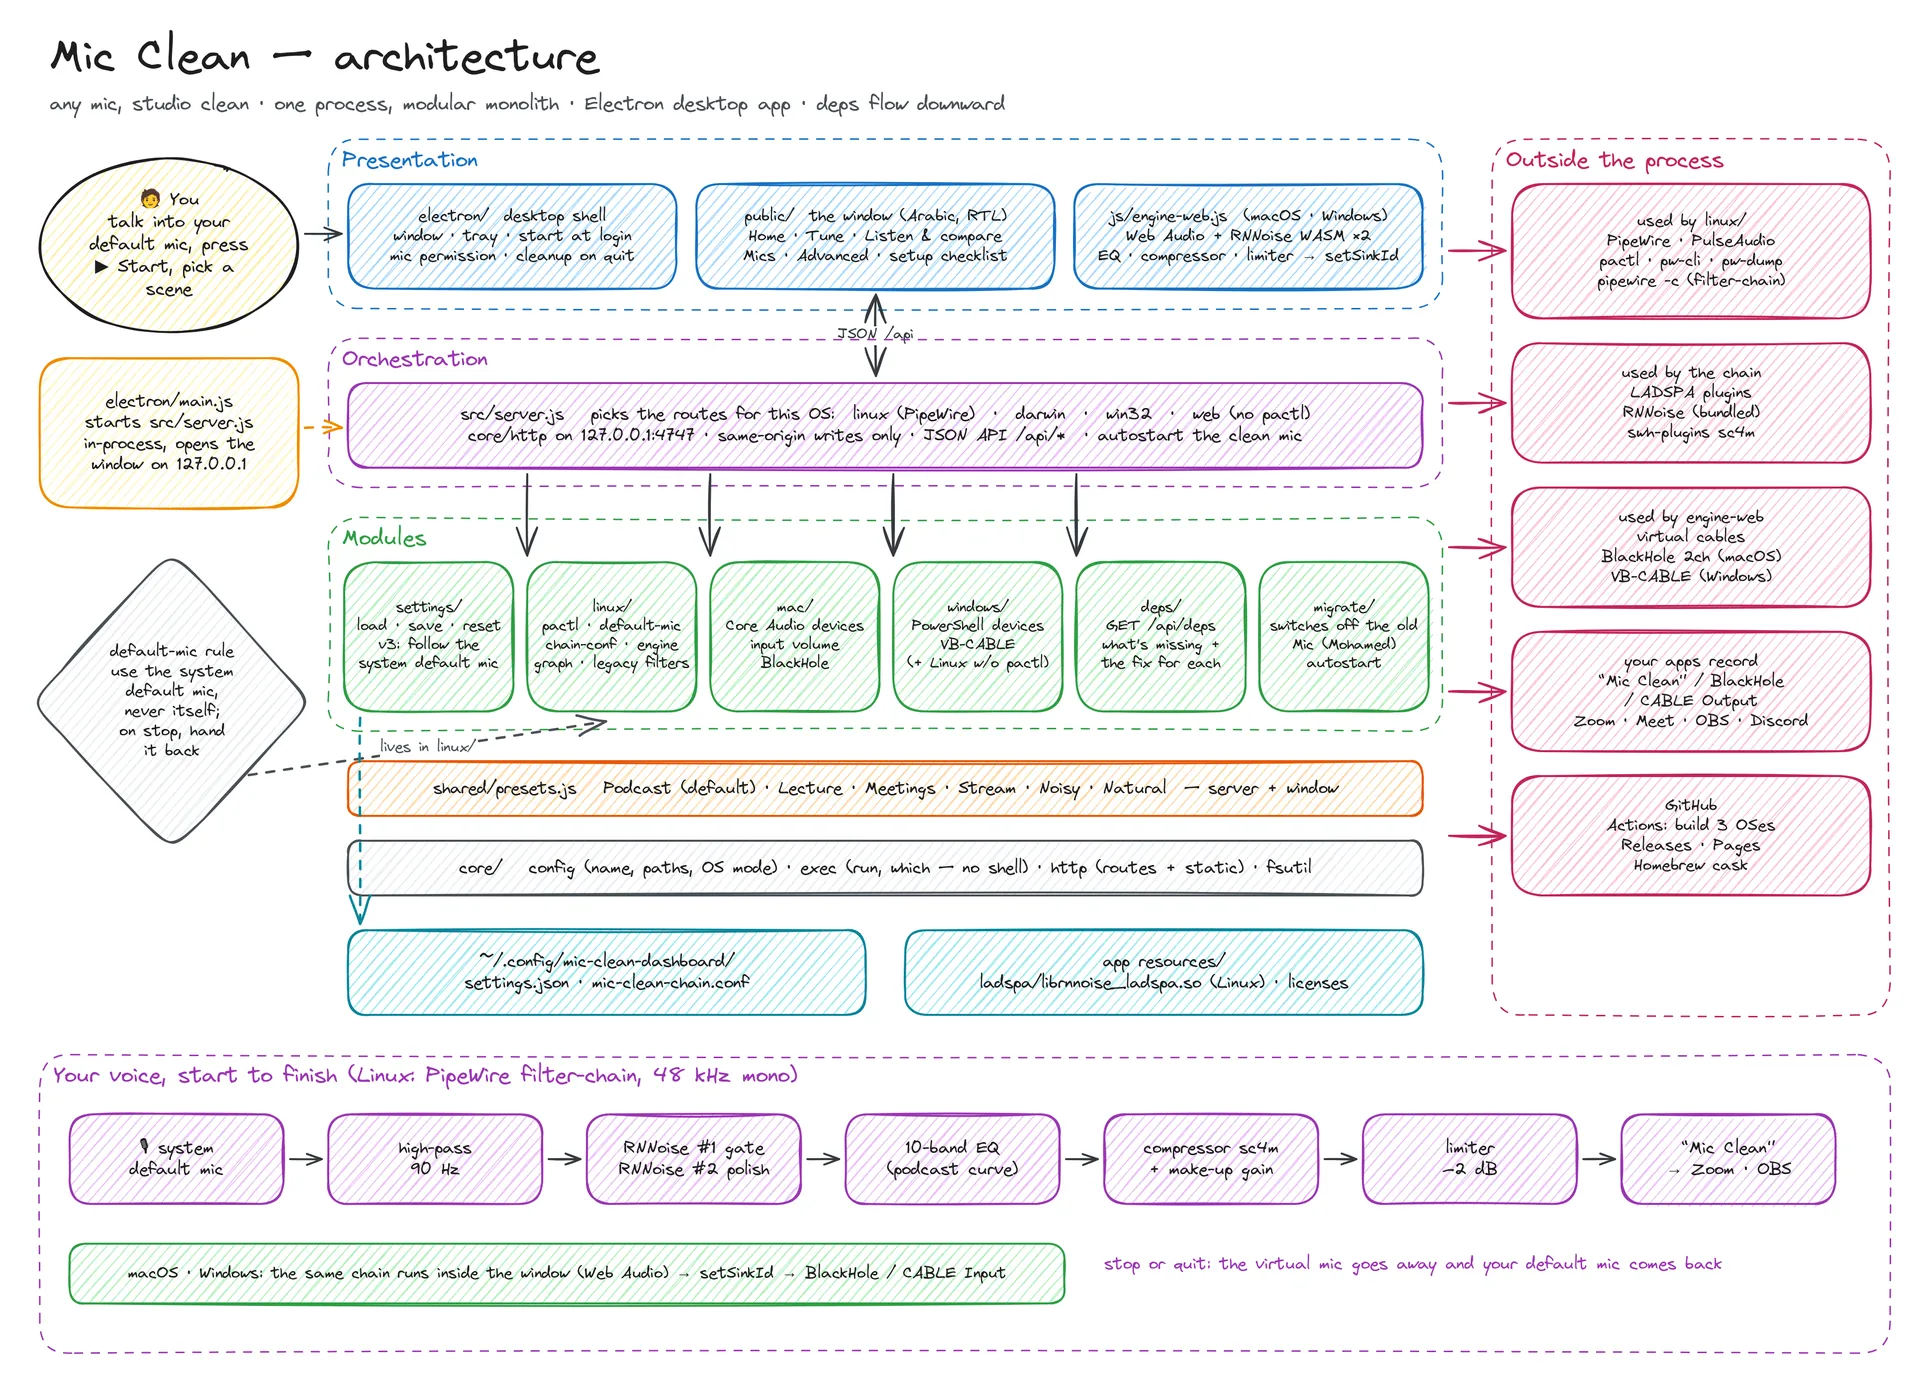 Mic Clean — architecture
any mic, studio clean · one process, modular monolith · Electron desktop app · deps flow downward
🧑 You
talk into your
default mic, press
▶ Start, pick a
scene
Presentation
electron/ desktop shell
window · tray · start at login
mic permission · cleanup on quit
public/ the window (Arabic, RTL)
Home · Tune · Listen & compare
Mics · Advanced · setup checklist
js/engine-web.js (macOS · Windows)
Web Audio + RNNoise WASM ×2
EQ · compressor · limiter → setSinkId
JSON /api
electron/main.js
starts src/server.js
in-process, opens the
window on 127.0.0.1
Orchestration
src/server.js picks the routes for this OS: linux (PipeWire) · darwin · win32 · web (no pactl)
core/http on 127.0.0.1:4747 · same-origin writes only · JSON API /api/* · autostart the clean mic
Modules
settings/
load · save · reset
v3: follow the
system default mic
linux/
pactl · default-mic
chain-conf · engine
graph · legacy filters
mac/
Core Audio devices
input volume
BlackHole
windows/
PowerShell devices
VB-CABLE
(+ Linux w/o pactl)
deps/
GET /api/deps
what's missing +
the fix for each
migrate/
switches off the old
Mic (Mohamed)
autostart
default-mic rule
use the system
default mic,
never itself;
on stop, hand
it back
lives in linux/
shared/presets.js Podcast (default) · Lecture · Meetings · Stream · Noisy · Natural — server + window
core/ config (name, paths, OS mode) · exec (run, which — no shell) · http (routes + static) · fsutil
~/.config/mic-clean-dashboard/
settings.json · mic-clean-chain.conf
app resources/
ladspa/librnnoise_ladspa.so (Linux) · licenses
Outside the process
used by linux/
PipeWire · PulseAudio
pactl · pw-cli · pw-dump
pipewire -c (filter-chain)
used by the chain
LADSPA plugins
RNNoise (bundled)
swh-plugins sc4m
used by engine-web
virtual cables
BlackHole 2ch (macOS)
VB-CABLE (Windows)
your apps record
“Mic Clean” / BlackHole
/ CABLE Output
Zoom · Meet · OBS · Discord
GitHub
Actions: build 3 OSes
Releases · Pages
Homebrew cask
Your voice, start to finish (Linux: PipeWire filter-chain, 48 kHz mono)
🎙 system
default mic
high-pass
90 Hz
RNNoise #1 gate
RNNoise #2 polish
10-band EQ
(podcast curve)
compressor sc4m
+ make-up gain
limiter
−2 dB
“Mic Clean”
→ Zoom · OBS
macOS · Windows: the same chain runs inside the window (Web Audio) → setSinkId → BlackHole / CABLE Input
stop or quit: the virtual mic goes away and your default mic comes back